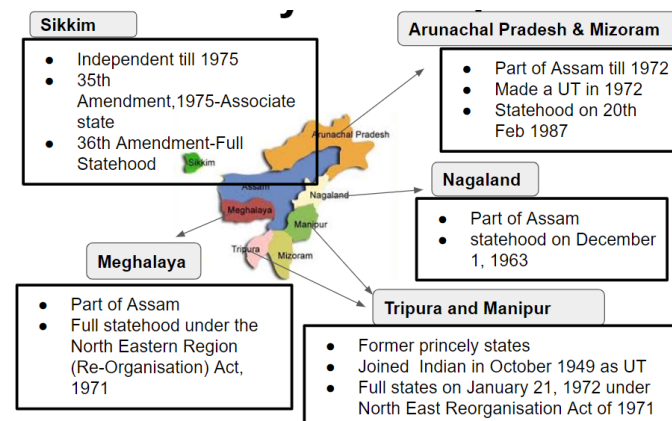 Sikkim
Independent till 1975
35th
Amendment,1975-Associate
state
36th Amendment-Full
Statehood
Arunachal Pradesh & Mizoram
Part of Assam till 1972
Made a UT in 1972
Statehood on 20th
Feb 1987
Arunachal Pradesh
Sikkim
Assam
Nagaland
Meghalaya
Manipur
Tripura
Mizoram
Nagaland
Part of Assam
statehood on December
1, 1963
Meghalaya
Part of Assam
Full statehood under the
North Eastern Region
(Re-Organisation) Act,
1971
Tripura and Manipur
Former princely states
Joined Indian in October 1949 as UT
Full states on January 21, 1972 under
North East Reorganisation Act of 1971